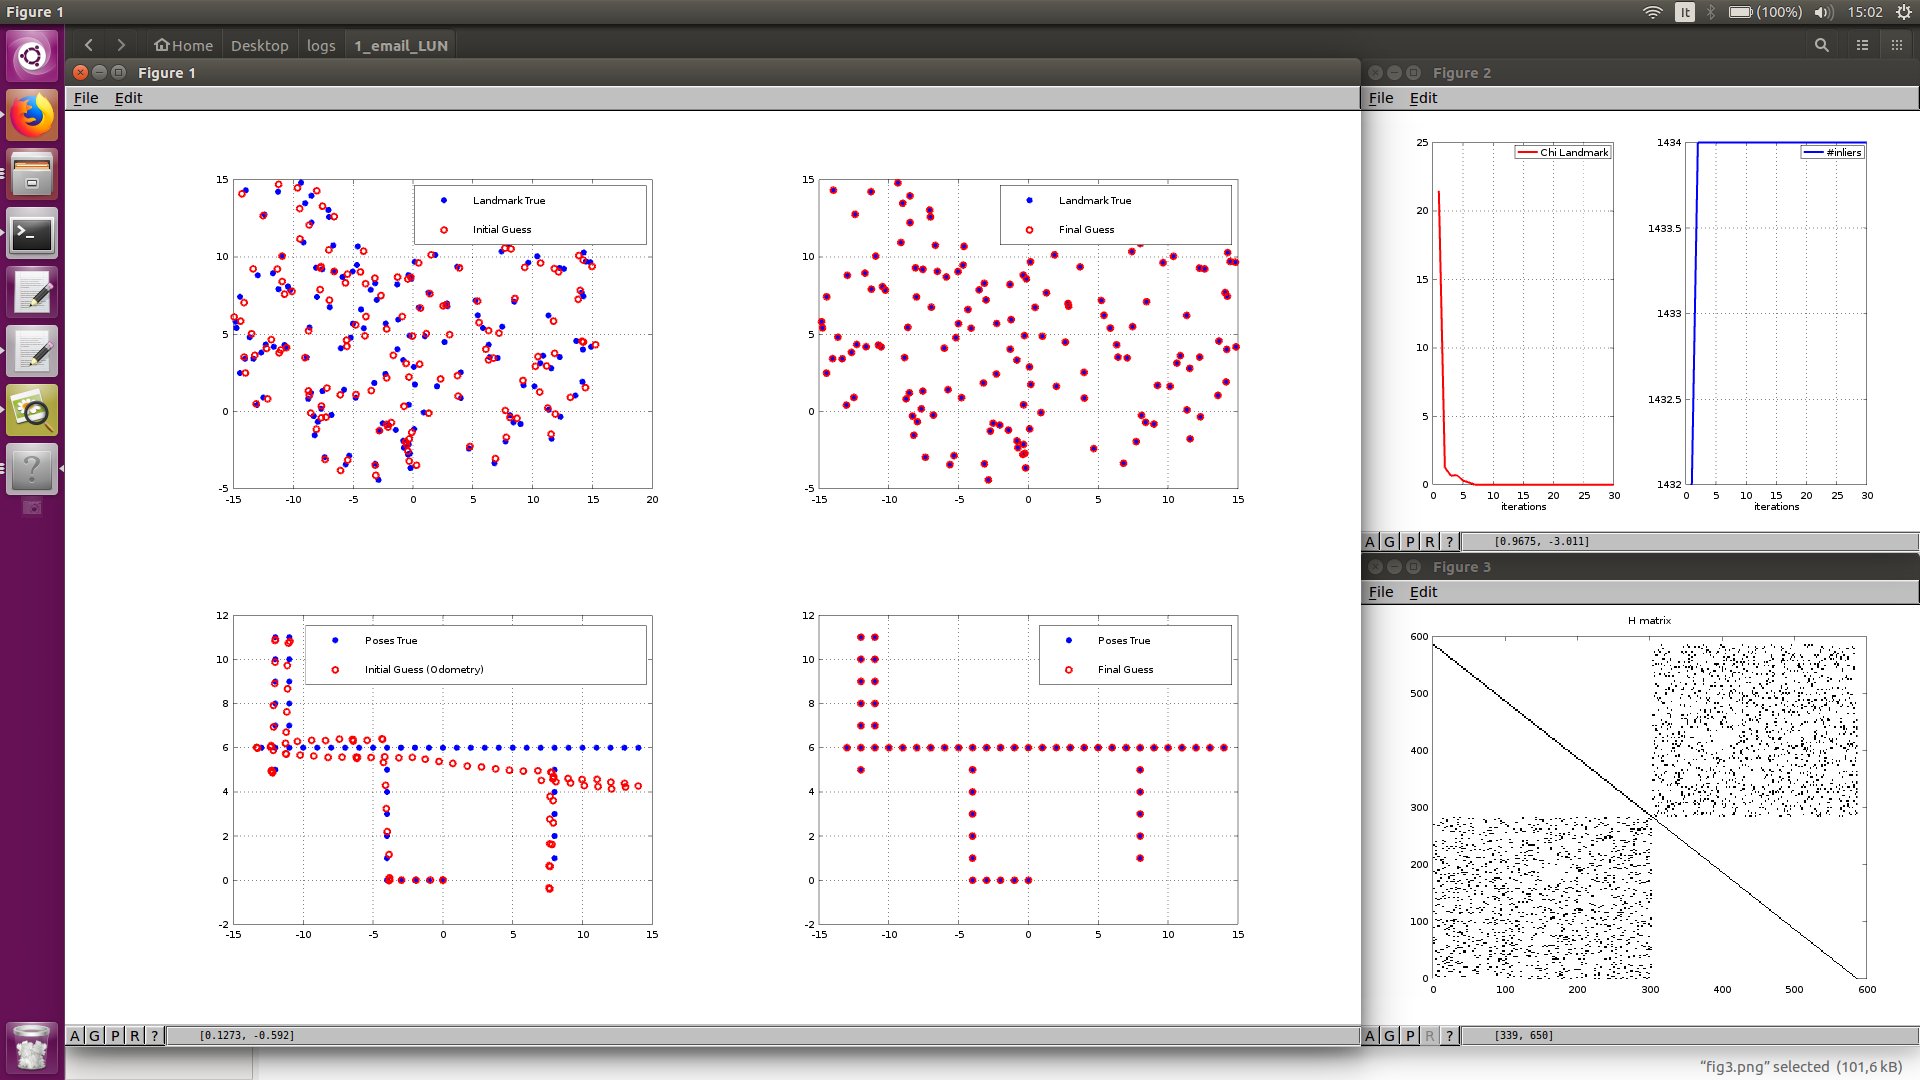 Figure 1
It
(100%)
15:02
Home
Desktop
logs
1_email_LUN
Figure 1
File Edit
15
10
5
0
-5
-15 -10 -5 0 5 10 15 20
Landmark True
Initial Guess
15
10
5
0
-5
-15 -10 -5 0 5 10 15
Landmark True
Final Guess
12
10
8
6
4
2
0
-2
-15 -10 -5 0 5 10 15
Poses True
Initial Guess (Odometry)
12
10
8
6
4
2
0
-2
-15 -10 -5 0 5 10 15
Poses True
Final Guess
A G P R ? [0.1273, -0.592]
Figure 2
File Edit
25
20
15
10
5
0
0 5 10 15 20 25 30
iterations
Chi Landmark
1434
1433.5
1433
1432.5
1432
0 5 10 15 20 25 30
iterations
#inliers
A G P R ? [0.9675, -3.011]
Figure 3
File Edit
H matrix
600
500
400
300
200
100
0
0 100 200 300 400 500 600
A G P R ? [339, 650]
“fig3.png” selected (101,6 kB)